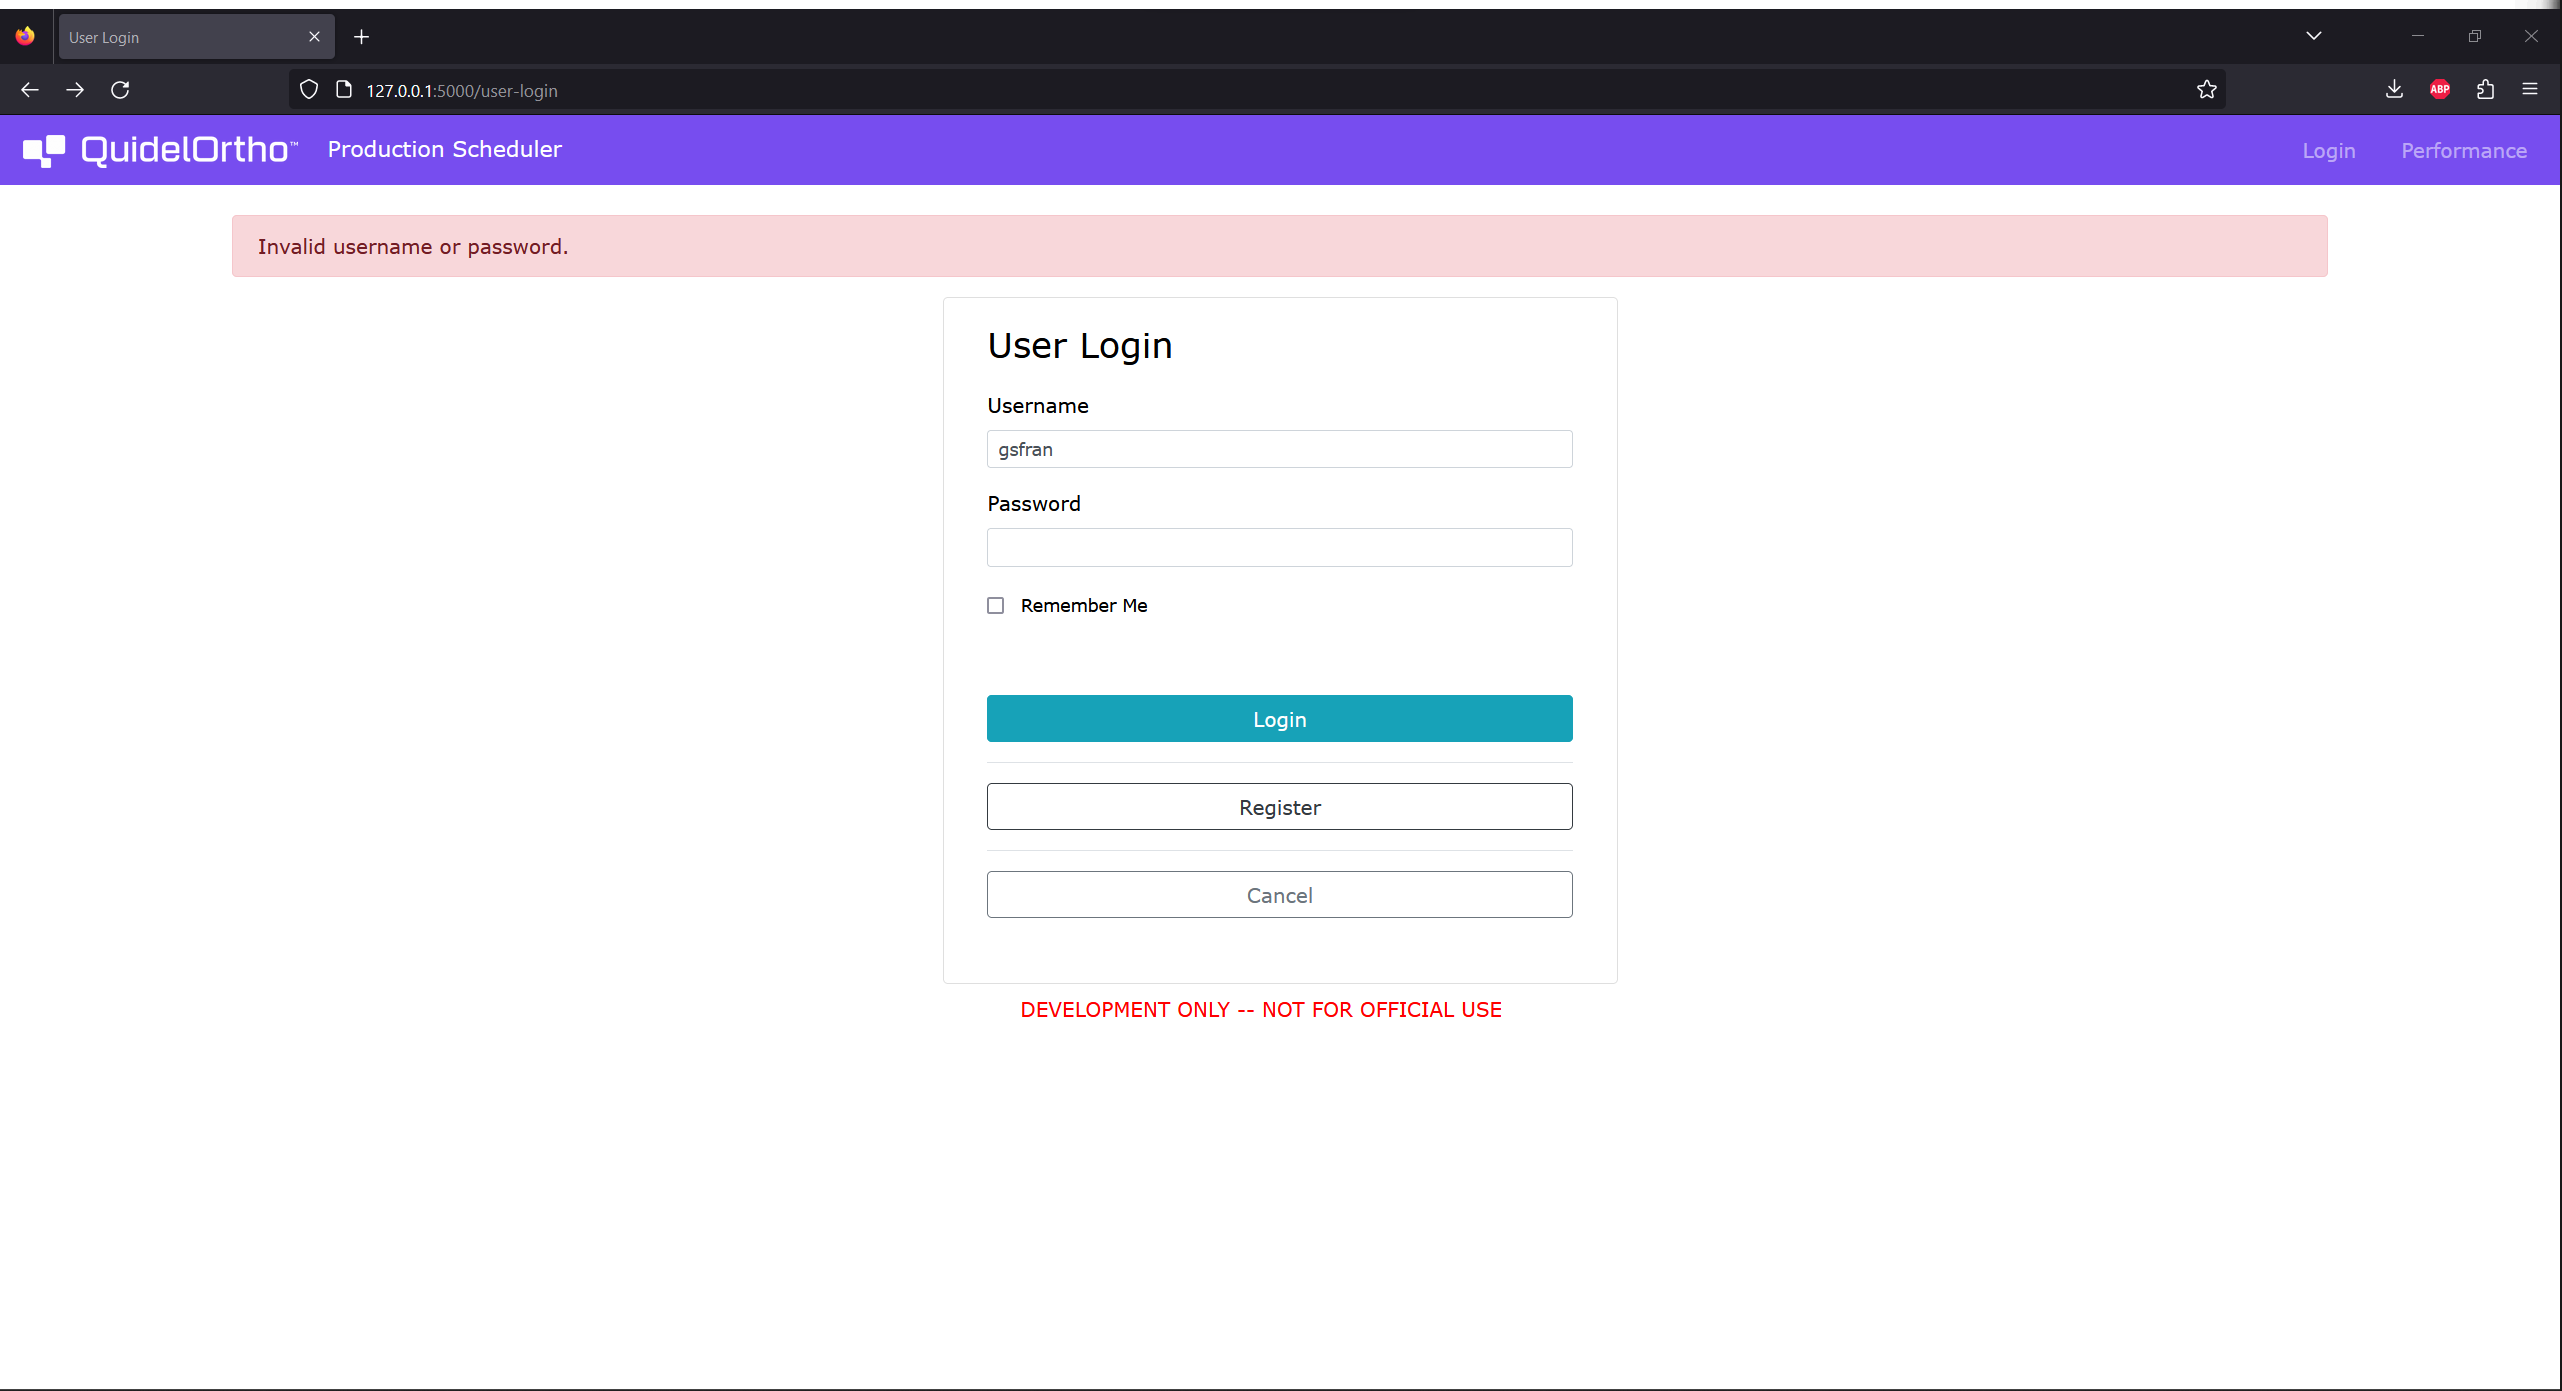 User Login
127.0.0.1:5000/user-login
ABP
QuidelOrtho™ Production Scheduler Login Performance
Invalid username or password.
User Login
Username
gsfran
Password
Remember Me
Login
Register
Cancel
DEVELOPMENT ONLY -- NOT FOR OFFICIAL USE